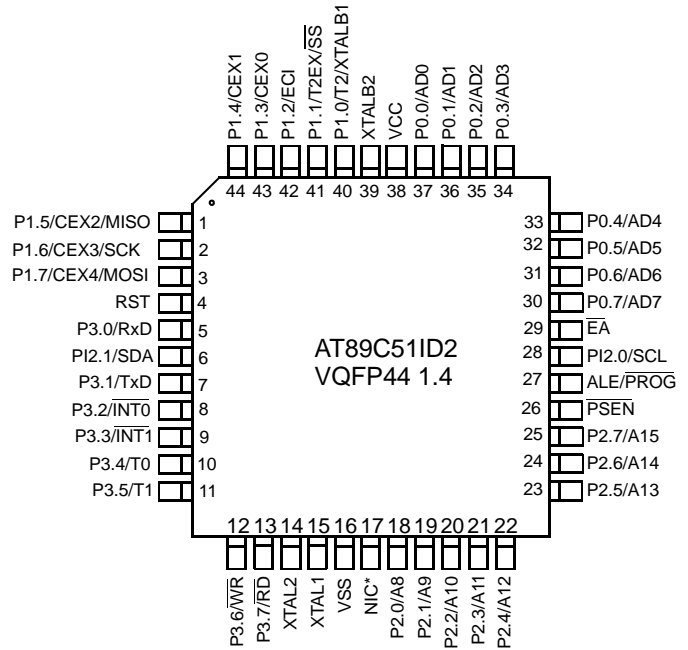 P1.4/CEX1
P1.3/CEX0
P1.2/ECI
P1.1/T2EX/S̅S̅
P1.0/T2/XTALB1
XTALB2
VCC
P0.0/AD0
P0.1/AD1
P0.2/AD2
P0.3/AD3
44 43 42 41 40 39 38 37 36 35 34
P1.5/CEX2/MISO 1
P1.6/CEX3/SCK 2
P1.7/CEX4/MOSI 3
RST 4
P3.0/RxD 5
PI2.1/SDA 6
P3.1/TxD 7
P3.2/I̅N̅T̅0̅ 8
P3.3/I̅N̅T̅1̅ 9
P3.4/T0 10
P3.5/T1 11
AT89C51ID2
VQFP44 1.4
33 P0.4/AD4
32 P0.5/AD5
31 P0.6/AD6
30 P0.7/AD7
29 E̅A̅
28 PI2.0/SCL
27 ALE/P̅R̅O̅G̅
26 P̅S̅E̅N̅
25 P2.7/A15
24 P2.6/A14
23 P2.5/A13
12 13 14 15 16 17 18 19 20 21 22
P3.6/W̅R̅
P3.7/R̅D̅
XTAL2
XTAL1
VSS
NIC*
P2.0/A8
P2.1/A9
P2.2/A10
P2.3/A11
P2.4/A12